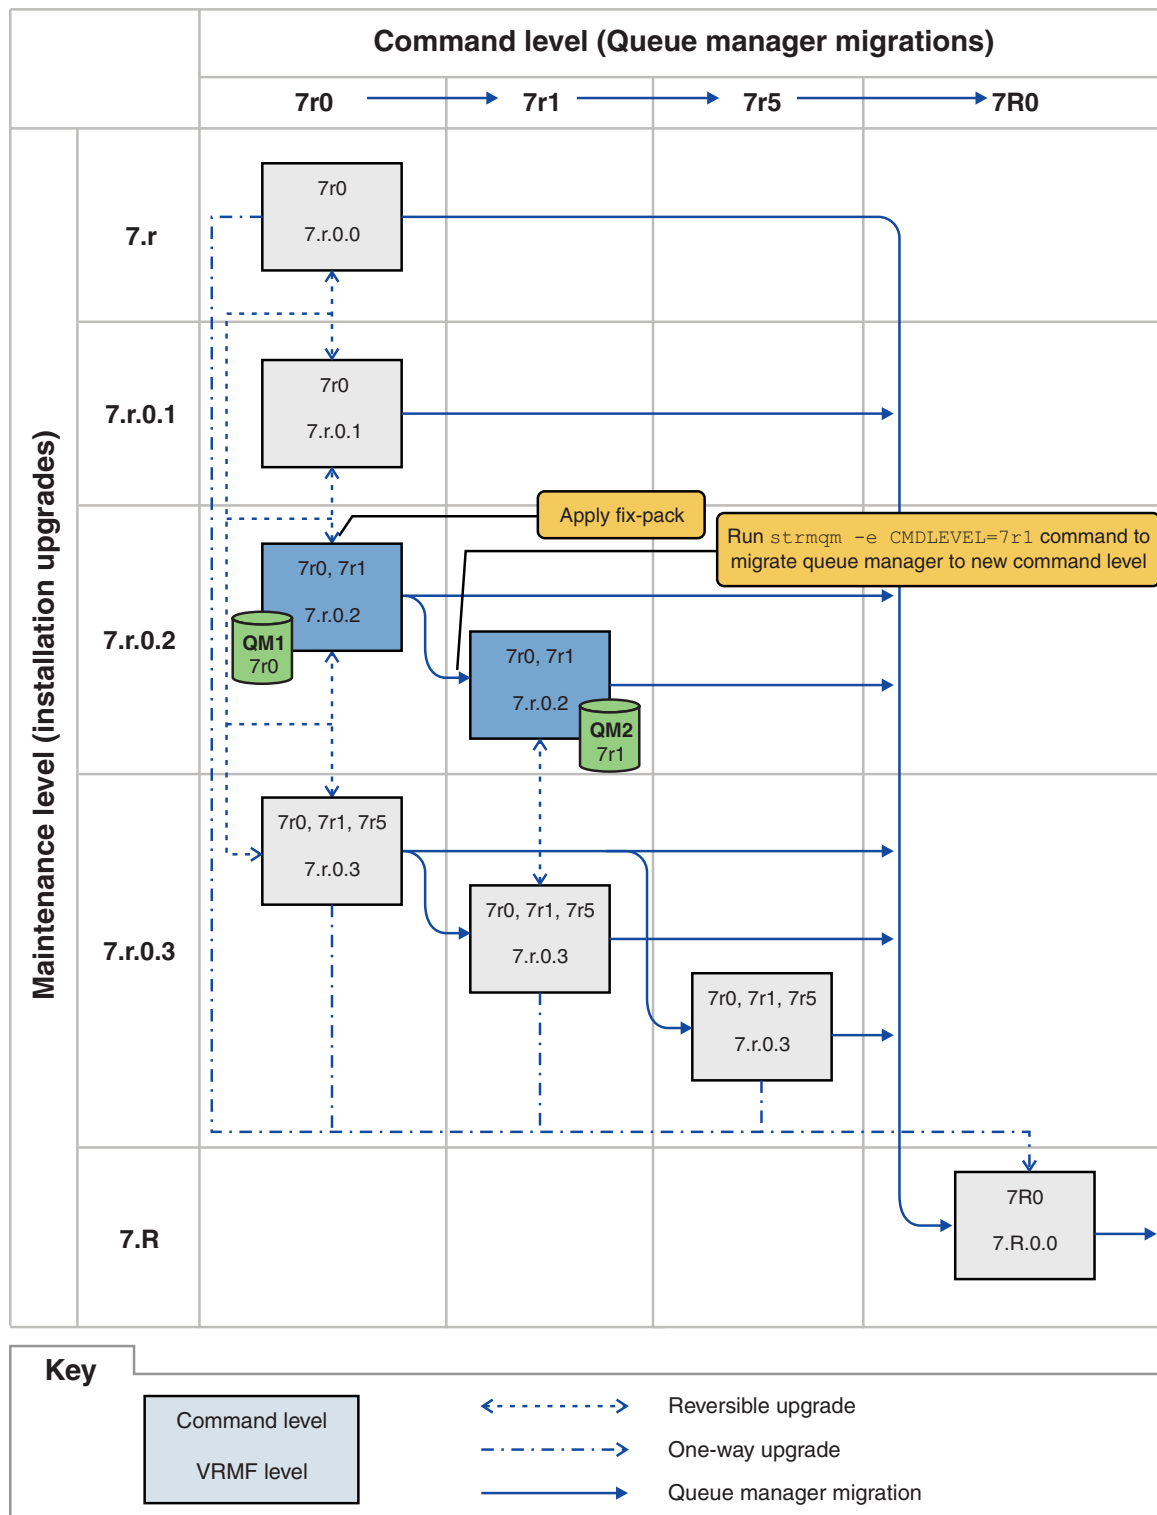 Command level (Queue manager migrations)
7r0
7r1
7r5
7R0
Maintenance level (installation upgrades)
7.r
7r0
7.r.0.0
7.r.0.1
7r0
7.r.0.1
Apply fix-pack
Run strmqm -e CMDLEVEL=7r1 command to
migrate queue manager to new command level
7.r.0.2
7r0, 7r1
7.r.0.2
QM1
7r0
7r0, 7r1
7.r.0.2
QM2
7r1
7.r.0.3
7r0, 7r1, 7r5
7.r.0.3
7r0, 7r1, 7r5
7.r.0.3
7r0, 7r1, 7r5
7.r.0.3
7.R
7R0
7.R.0.0
Key
Command level
VRMF level
Reversible upgrade
One-way upgrade
Queue manager migration